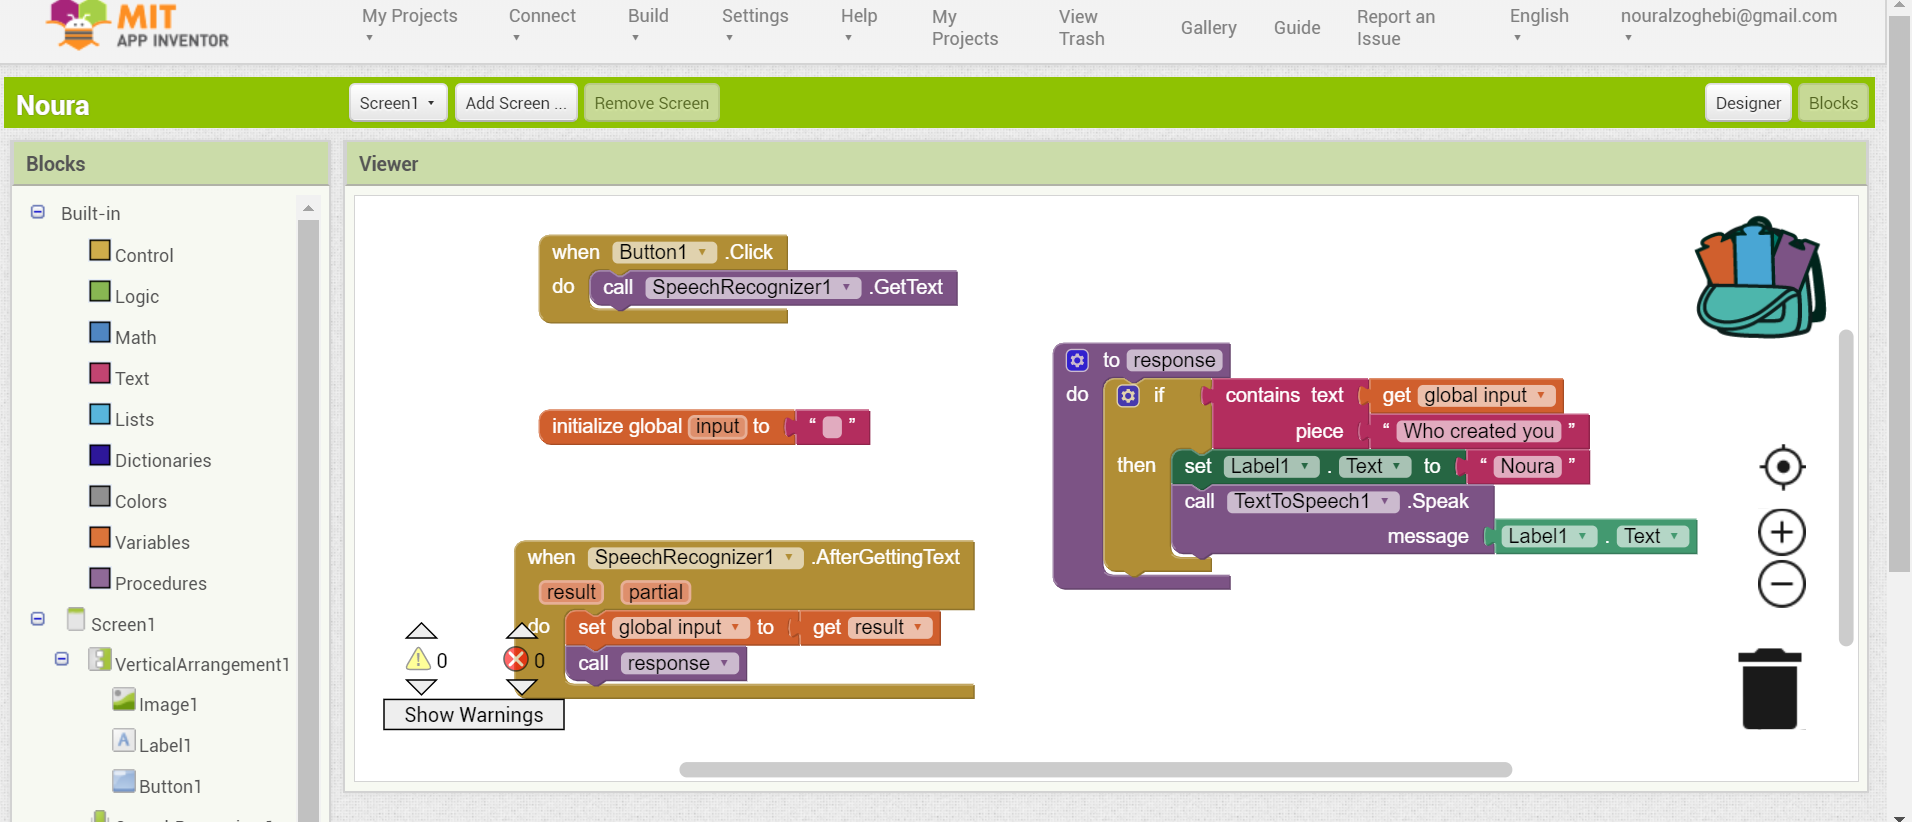 MIT
APP INVENTOR
My Projects
Connect
Build
Settings
Help
My Projects
View Trash
Gallery
Guide
Report an Issue
English
nouralzoghebi@gmail.com
Noura
Screen1
Add Screen ...
Remove Screen
Designer
Blocks
Blocks
Built-in
Control
Logic
Math
Text
Lists
Dictionaries
Colors
Variables
Procedures
Screen1
VerticalArrangement1
Image1
Label1
Button1
Viewer
when Button1 .Click
do call SpeechRecognizer1 .GetText
initialize global input to “ ”
when SpeechRecognizer1 .AfterGettingText
result partial
do set global input to get result
call response
0
0
Show Warnings
to response
do if contains text get global input
piece “ Who created you ”
then set Label1 . Text to “ Noura ”
call TextToSpeech1 .Speak
message Label1 . Text